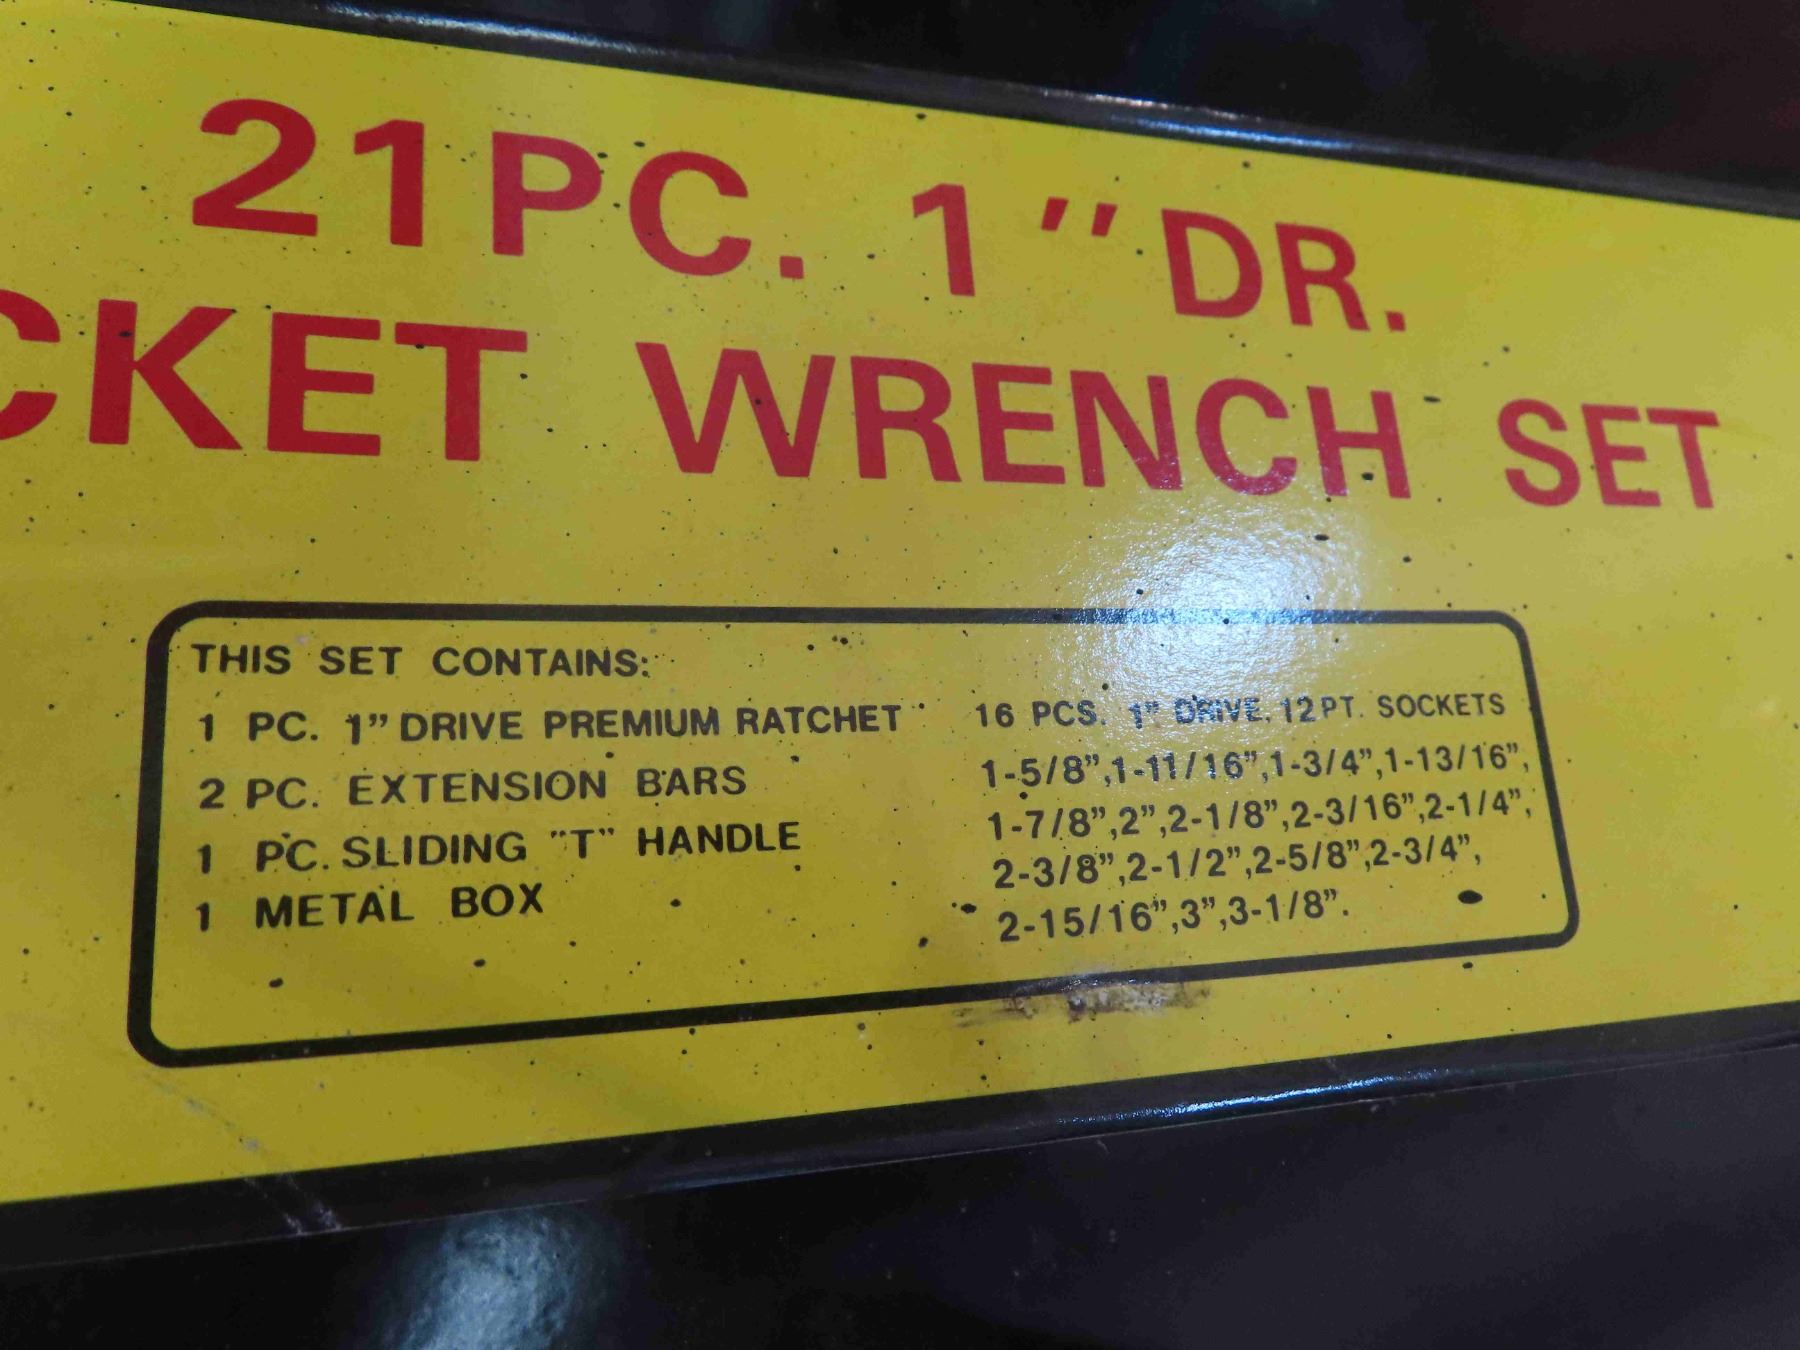 21PC. 1"DR.
CKET WRENCH SET
THIS SET CONTAINS:
1 PC. 1" DRIVE PREMIUM RATCHET
2 PC. EXTENSION BARS
1 PC. SLIDING "T" HANDLE
1 METAL BOX
16 PCS. 1" DRIVE. 12PT. SOCKETS
1-5/8",1-11/16",1-3/4",1-13/16",
1-7/8",2",2-1/8",2-3/16",2-1/4",
2-3/8",2-1/2",2-5/8",2-3/4",
2-15/16",3",3-1/8".